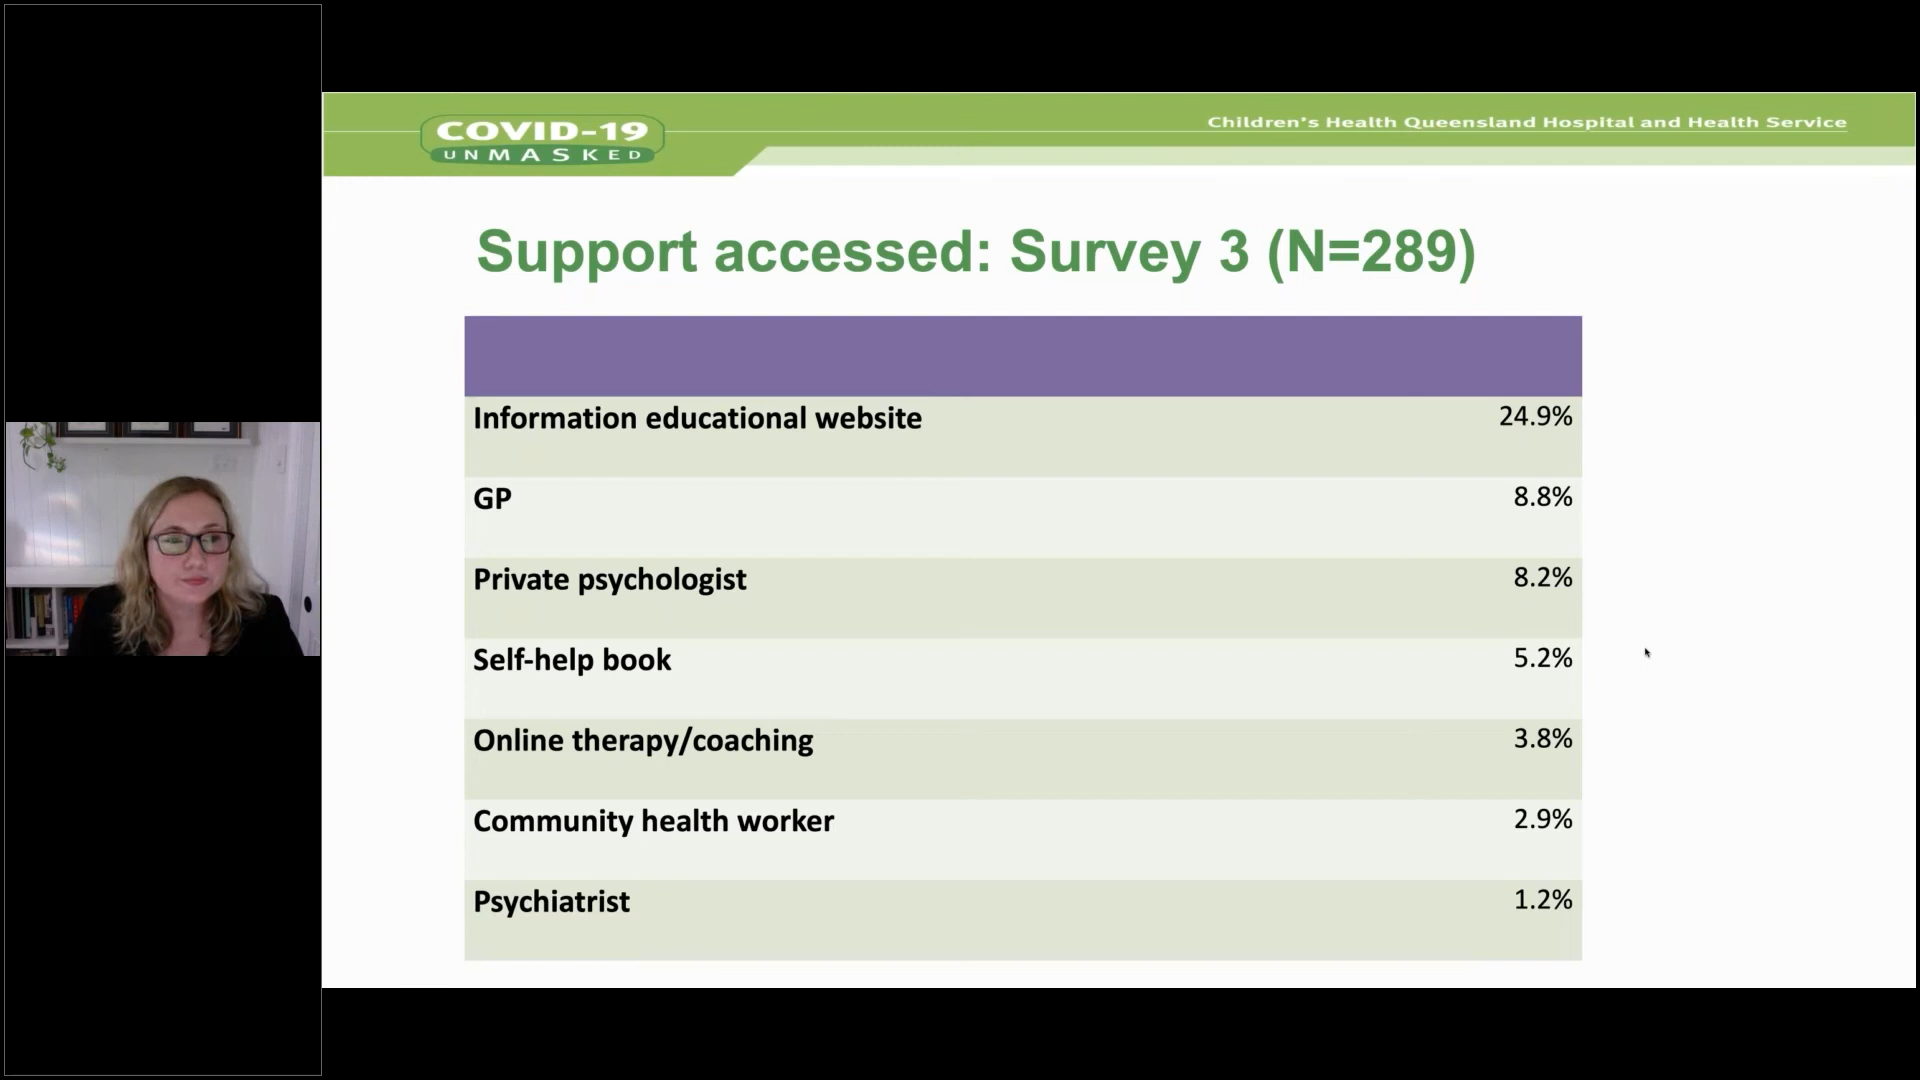 COVID-19
UNMASKED
Children's Health Queensland Hospital and Health Service
Support accessed: Survey 3 (N=289)
Information educational website 24.9%
GP 8.8%
Private psychologist 8.2%
Self-help book 5.2%
Online therapy/coaching 3.8%
Community health worker 2.9%
Psychiatrist 1.2%